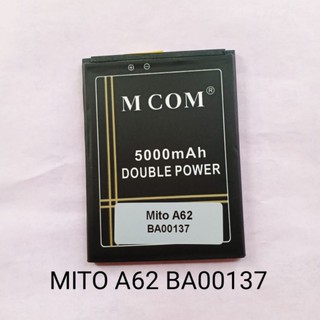 M COM®
5000mAh
DOUBLE POWER
Mito A62
BA00137
MITO A62 BA00137